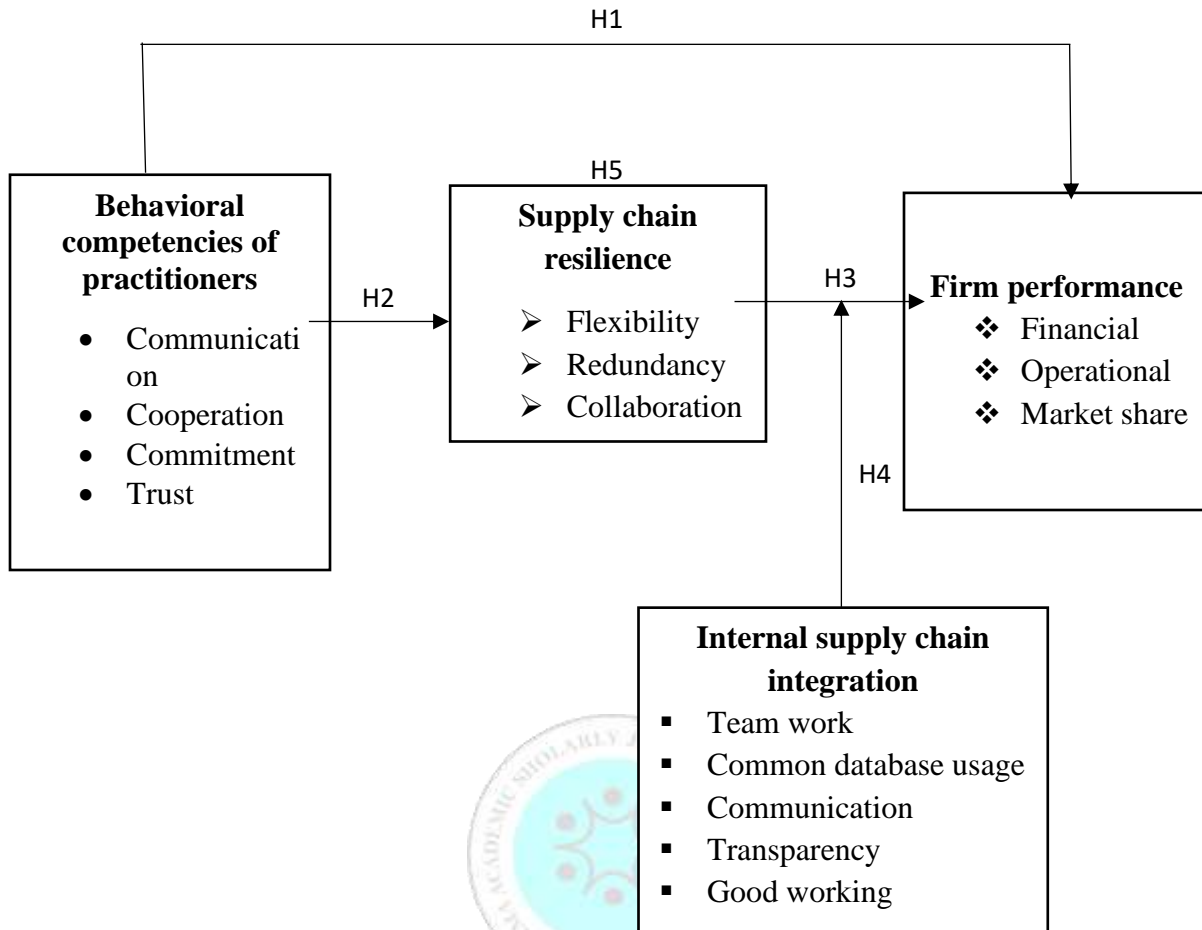 H1
H5
Behavioral
competencies of
practitioners
• Communicati
on
• Cooperation
• Commitment
• Trust
H2
Supply chain
resilience
➢ Flexibility
➢ Redundancy
➢ Collaboration
H3
H4
Firm performance
❖ Financial
❖ Operational
❖ Market share
Internal supply chain
integration
▪ Team work
▪ Common database usage
▪ Communication
▪ Transparency
▪ Good working